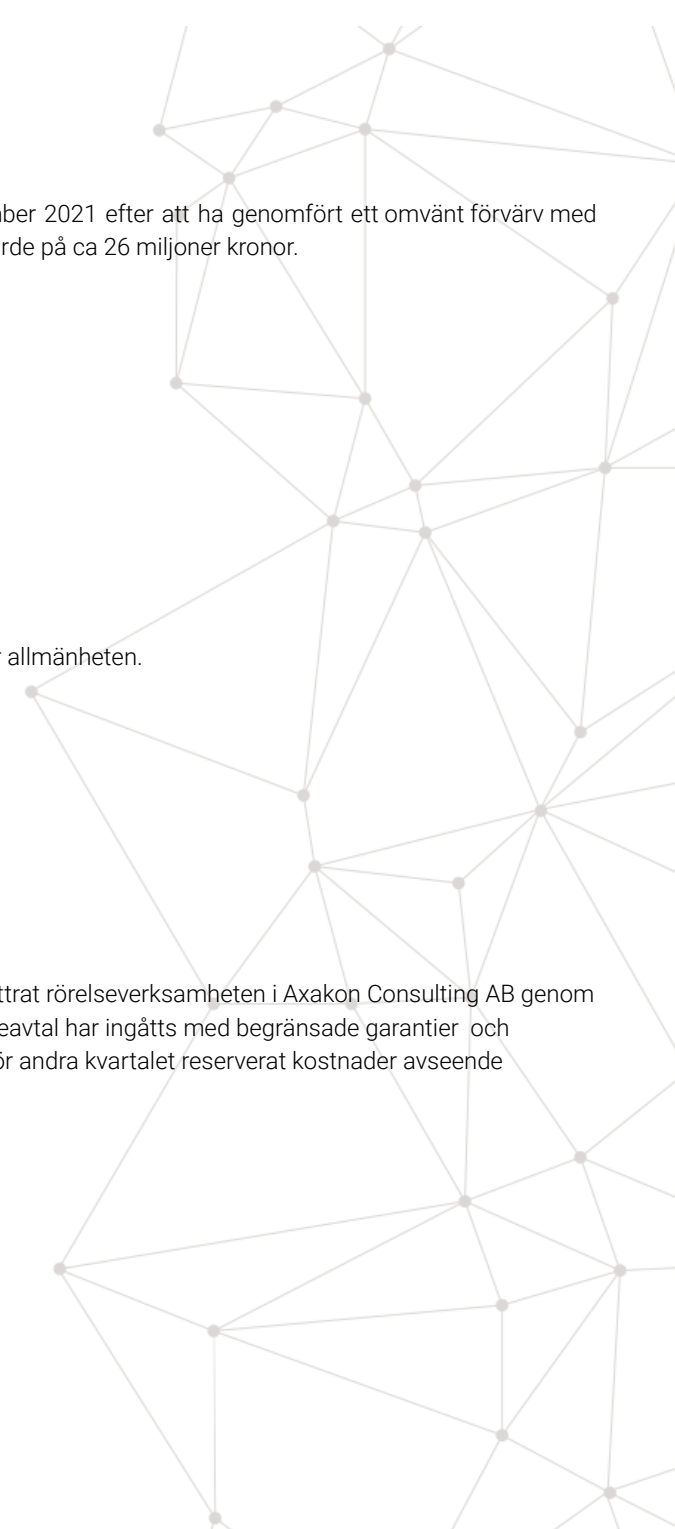 ber 2021 efter att ha genomfört ett omvänt förvärv med
rde på ca 26 miljoner kronor.
allmänheten.
ttrat rörelseverksamheten i Axakon Consulting AB genom
eavtal har ingåtts med begränsade garantier och
ör andra kvartalet reserverat kostnader avseende